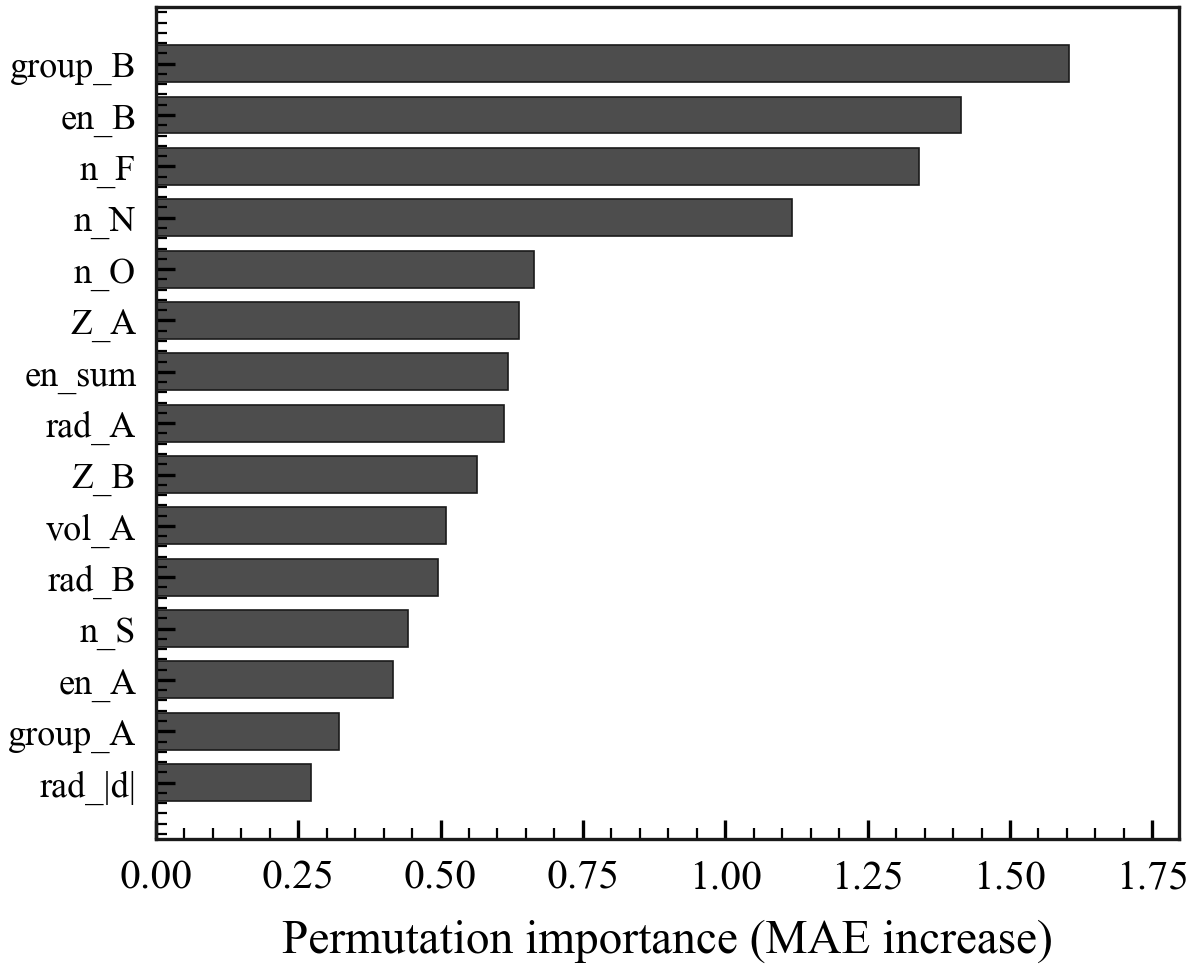 group_B
en_B
n_F
n_N
n_O
Z_A
en_sum
rad_A
Z_B
vol_A
rad_B
n_S
en_A
group_A
rad_|d|
0.00 0.25 0.50 0.75 1.00 1.25 1.50 1.75
Permutation importance (MAE increase)